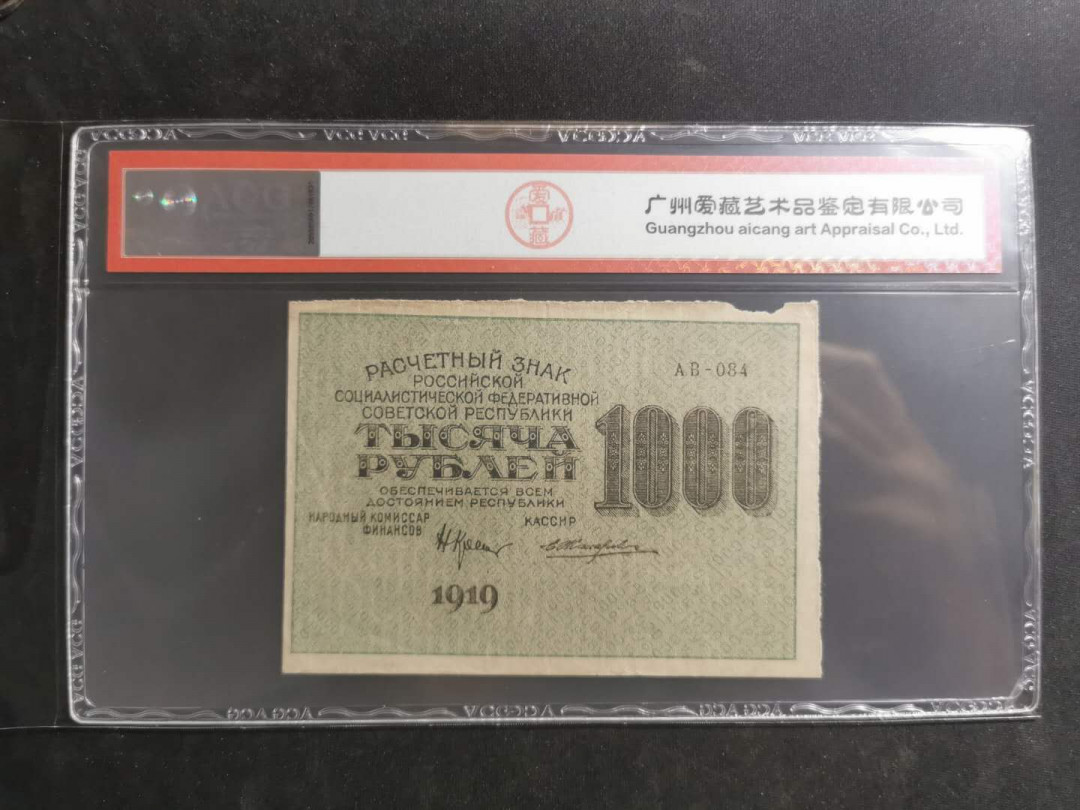 爱藏
广州爱藏艺术品鉴定有限公司
Guangzhou aicang art Appraisal Co., Ltd.
РАСЧЕТНЫЙ ЗНАК
РОССИЙСКОЙ
СОЦИАЛИСТИЧЕСКОЙ ФЕДЕРАТИВНОЙ
СОВЕТСКОЙ РЕСПУБЛИКИ
ТЫСЯЧА
РУБЛЕЙ
ОБЕСПЕЧИВАЕТСЯ ВСЕМ
ДОСТОЯНИЕМ РЕСПУБЛИКИ
НАРОДНЫЙ КОМИССАР
ФИНАНСОВ
КАССИР
1919
АВ-084
1000